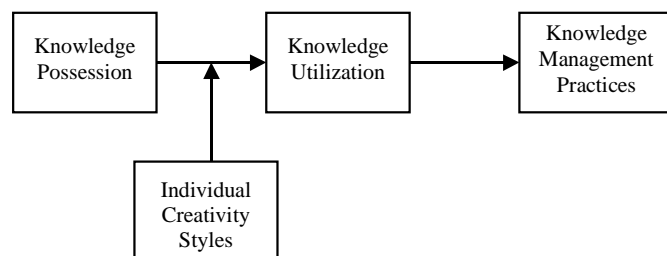 Knowledge
Possession
Knowledge
Utilization
Knowledge
Management
Practices
Individual
Creativity
Styles